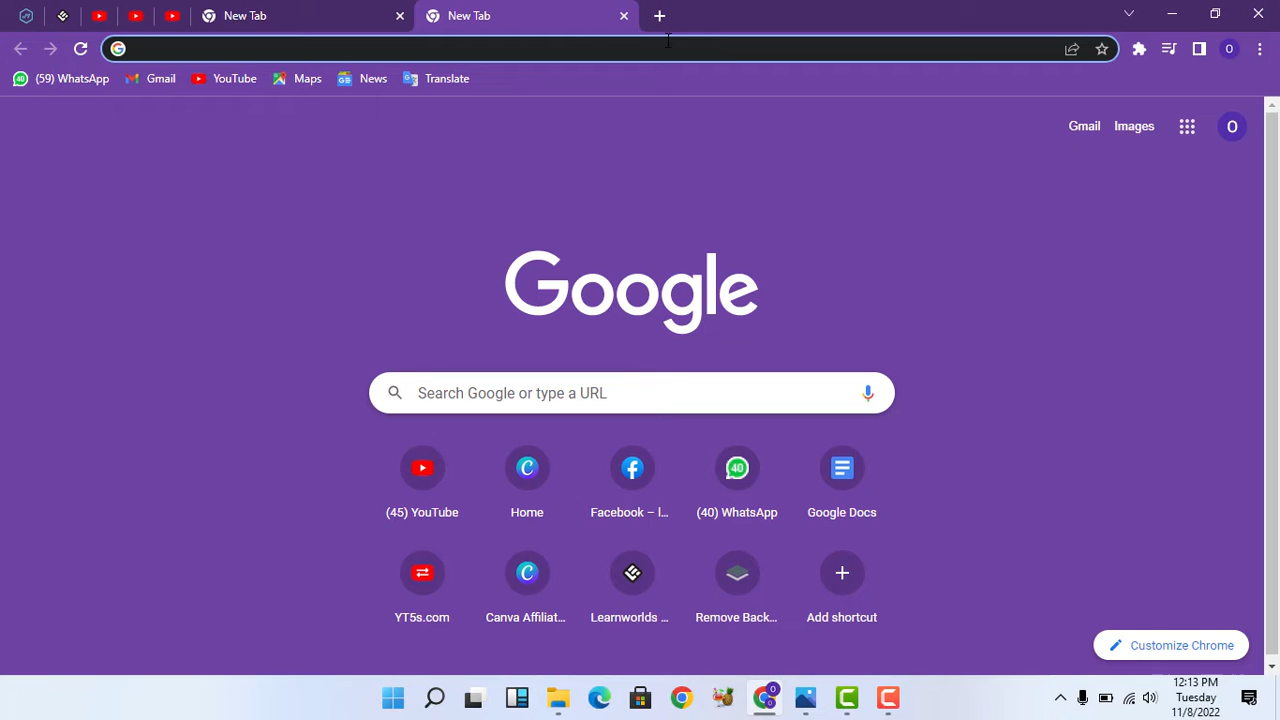 New Tab
New Tab
(59) WhatsApp
Gmail
YouTube
Maps
News
Translate
O
Gmail
Images
O
Google
Search Google or type a URL
40
(45) YouTube
Home
Facebook – l...
(40) WhatsApp
Google Docs
YT5s.com
Canva Affiliat...
Learnworlds ...
Remove Back...
Add shortcut
Customize Chrome
12:13 PM
Tuesday
11/8/2022